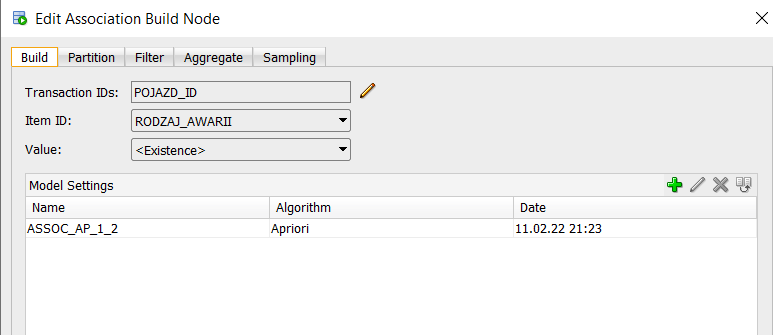 Edit Association Build Node
Build Partition Filter Aggregate Sampling
Transaction IDs: POJAZD_ID
Item ID: RODZAJ_AWARII
Value: <Existence>
Model Settings
Name Algorithm Date
ASSOC_AP_1_2 Apriori 11.02.22 21:23